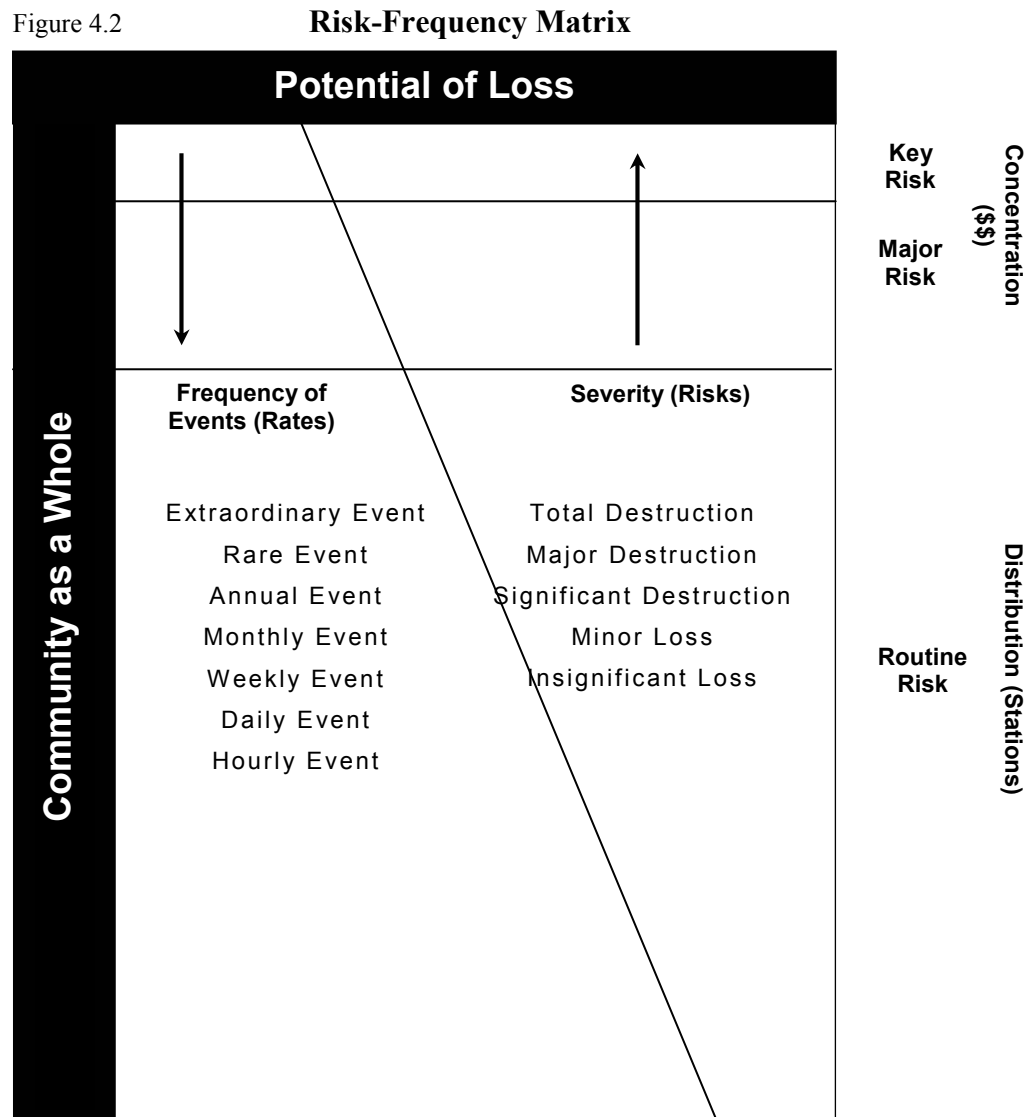 Figure 4.2
Risk-Frequency Matrix
Potential of Loss
Community as a Whole
Key
Risk
Major
Risk
Concentration
($$)
Frequency of
Events (Rates)
Severity (Risks)
Extraordinary Event
Rare Event
Annual Event
Monthly Event
Weekly Event
Daily Event
Hourly Event
Total Destruction
Major Destruction
Significant Destruction
Minor Loss
Insignificant Loss
Routine
Risk
Distribution (Stations)